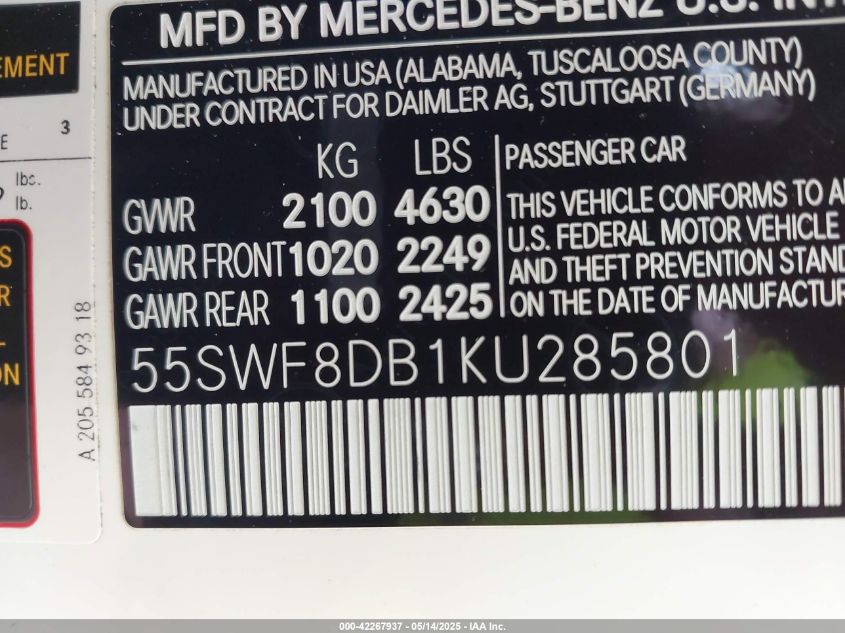 MFD BY MERCEDES-BENZ U.S.
MANUFACTURED IN USA (ALABAMA, TUSCALOOSA COUNTY)
UNDER CONTRACT FOR DAIMLER AG, STUTTGART (GERMANY)
KG LBS
GVWR 2100 4630
GAWR FRONT 1020 2249
GAWR REAR 1100 2425
PASSENGER CAR
THIS VEHICLE CONFORMS TO
U.S. FEDERAL MOTOR VEHICLE
AND THEFT PREVENTION STAND
ON THE DATE OF MANUFACTUR
55SWF8DB1KU285801
EMENT
3
lbs.
lb.
ON
A 205 584 93 18
000-42267937 - 05/14/2025 - IAA Inc.